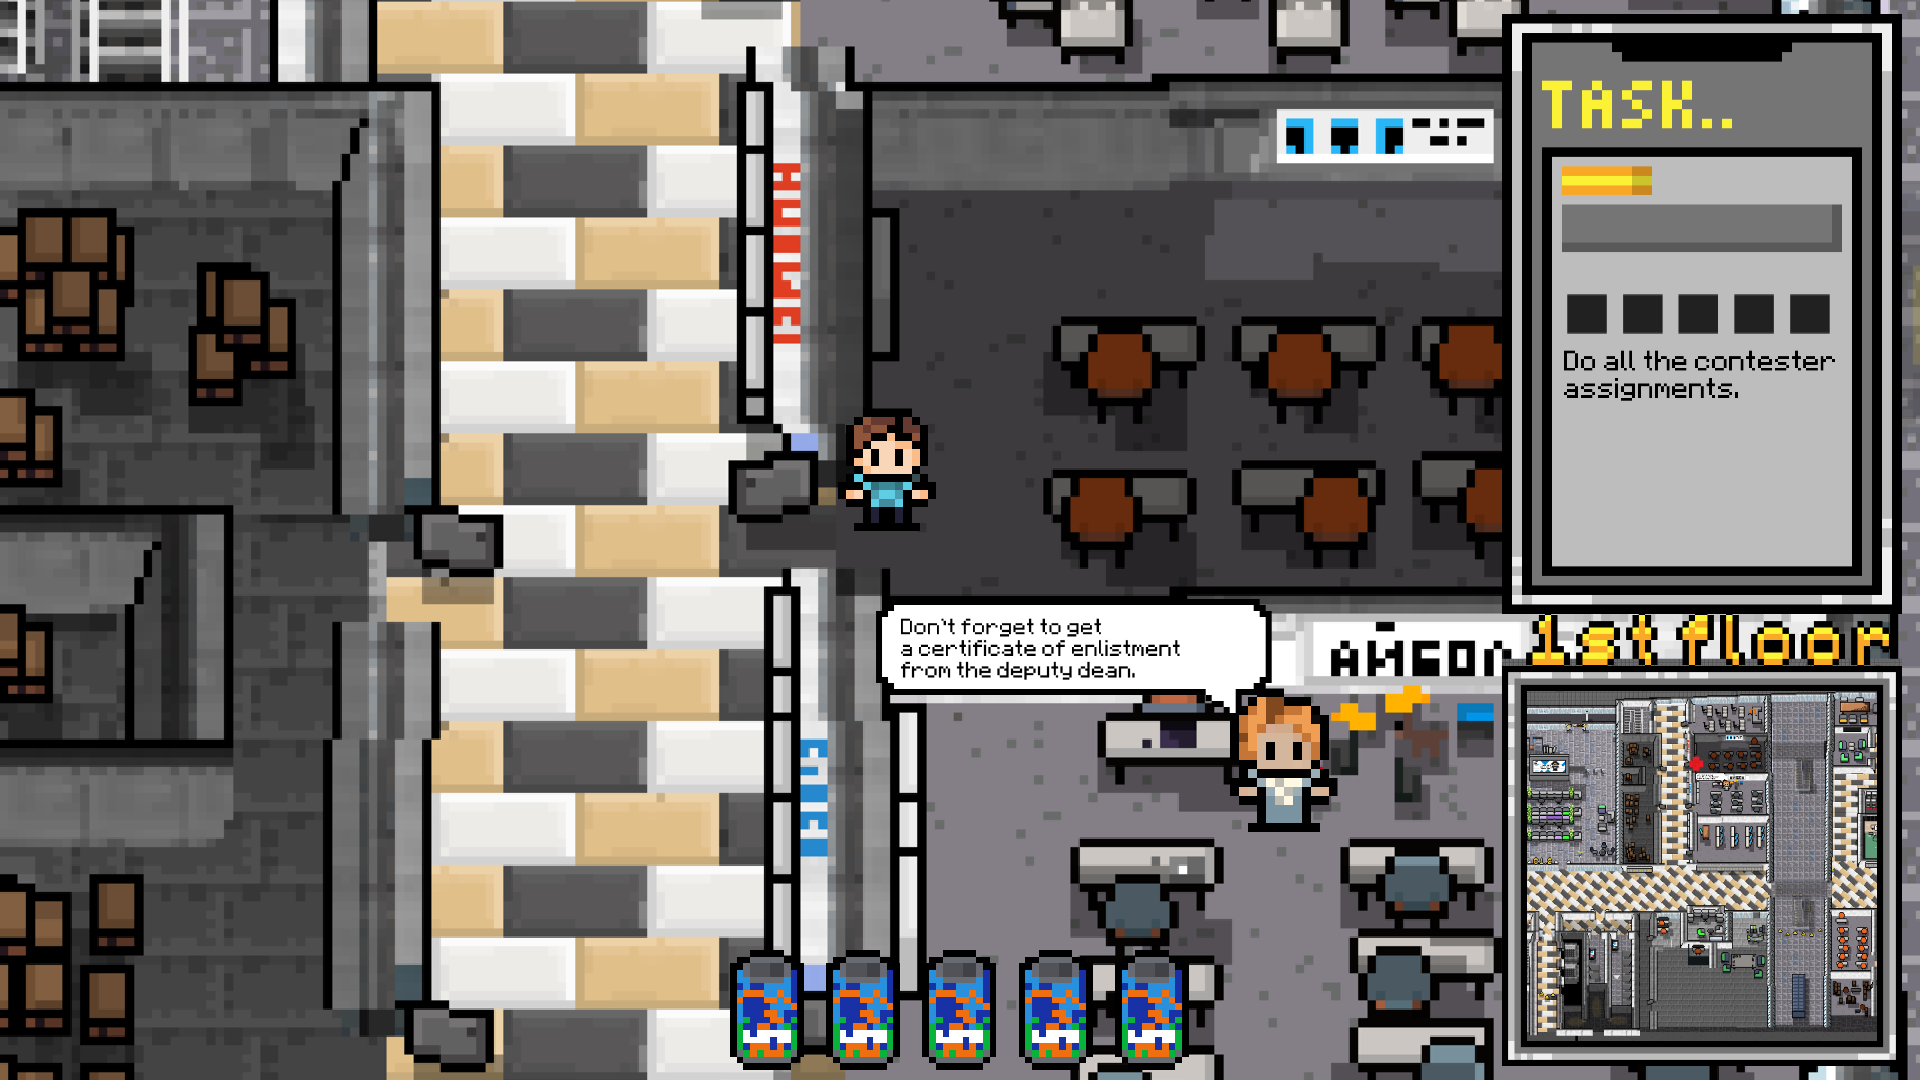 TASK..
Do all the contester
assignments.
Don't forget to get
a certificate of enlistment
from the deputy dean.
1st floor